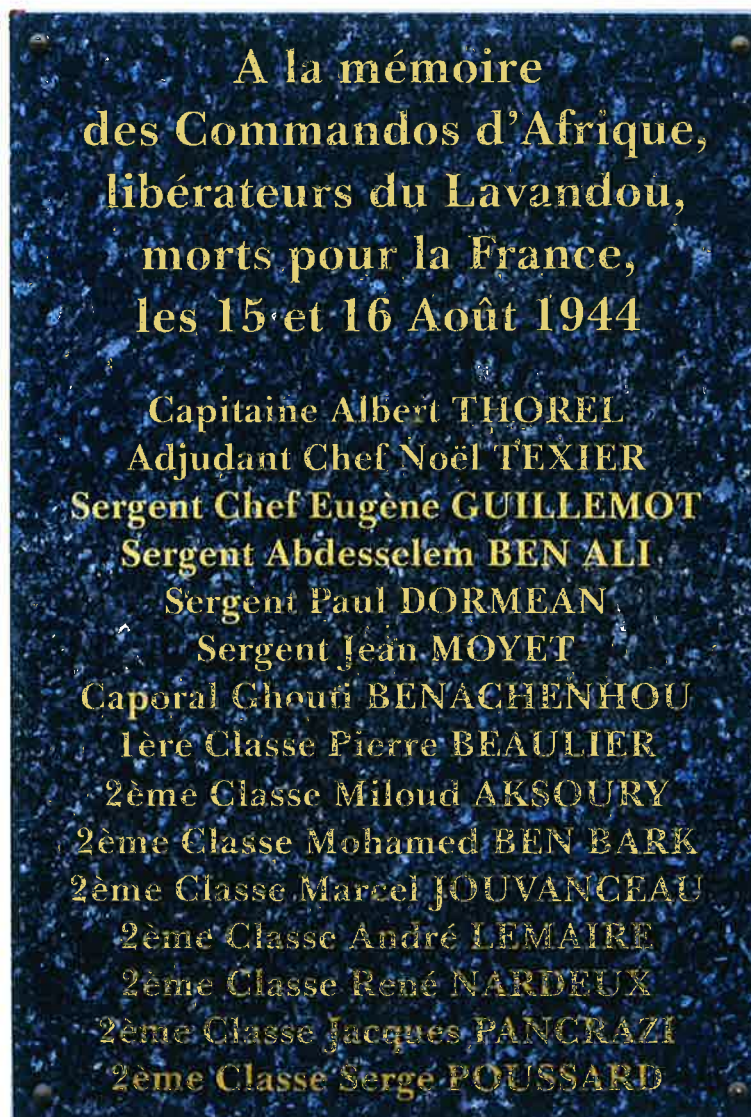 A la mémoire
des Commandos d'Afrique,
libérateurs du Lavandou,
morts pour la France,
les 15 et 16 Août 1944
Capitaine Albert THOREL
Adjudant Chef Noël TEXIER
Sergent Chef Eugène GUILLEMOT
Sergent Abdesselem BEN ALI
Sergent Paul DORMEAN
Sergent Jean MOYET
Caporal Ghouti BENACHENHOU
1ère Classe Pierre BEAULIER
2ème Classe Miloud AKSOURY
2ème Classe Mohamed BEN BARK
2ème Classe Marcel JOUVANCEAU
2ème Classe André LEMAIRE
2ème Classe René NARDEUX
2ème Classe Jacques PANCRAZI
2ème Classe Serge POUSSARD